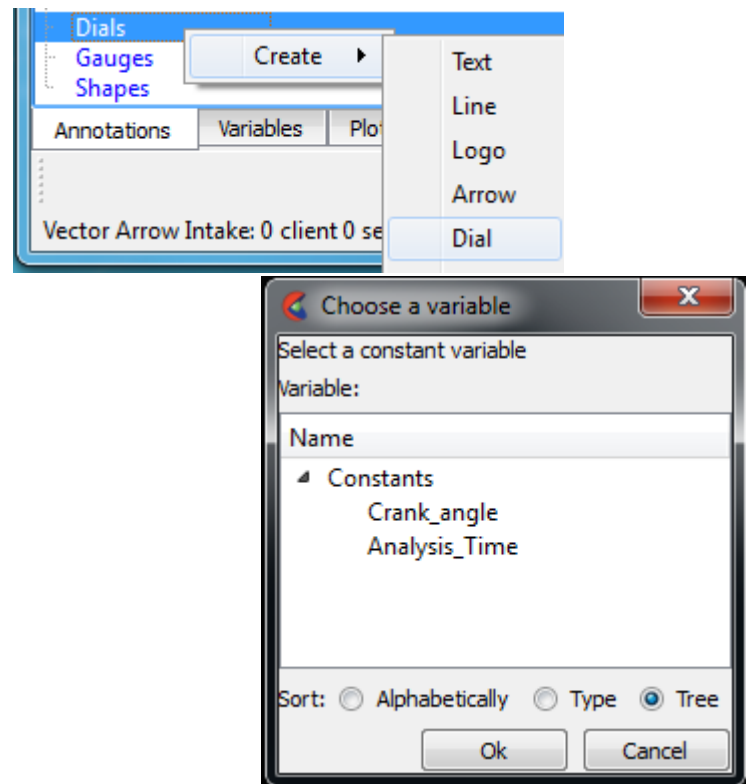 Dials
Gauges
Shapes
Create
Text
Line
Logo
Arrow
Dial
Annotations Variables
Vector Arrow Intake: 0 client 0
Choose a variable
Select a constant variable
Variable:
Name
Constants
Crank_angle
Analysis_Time
Sort: Alphabetically Type Tree
Ok Cancel